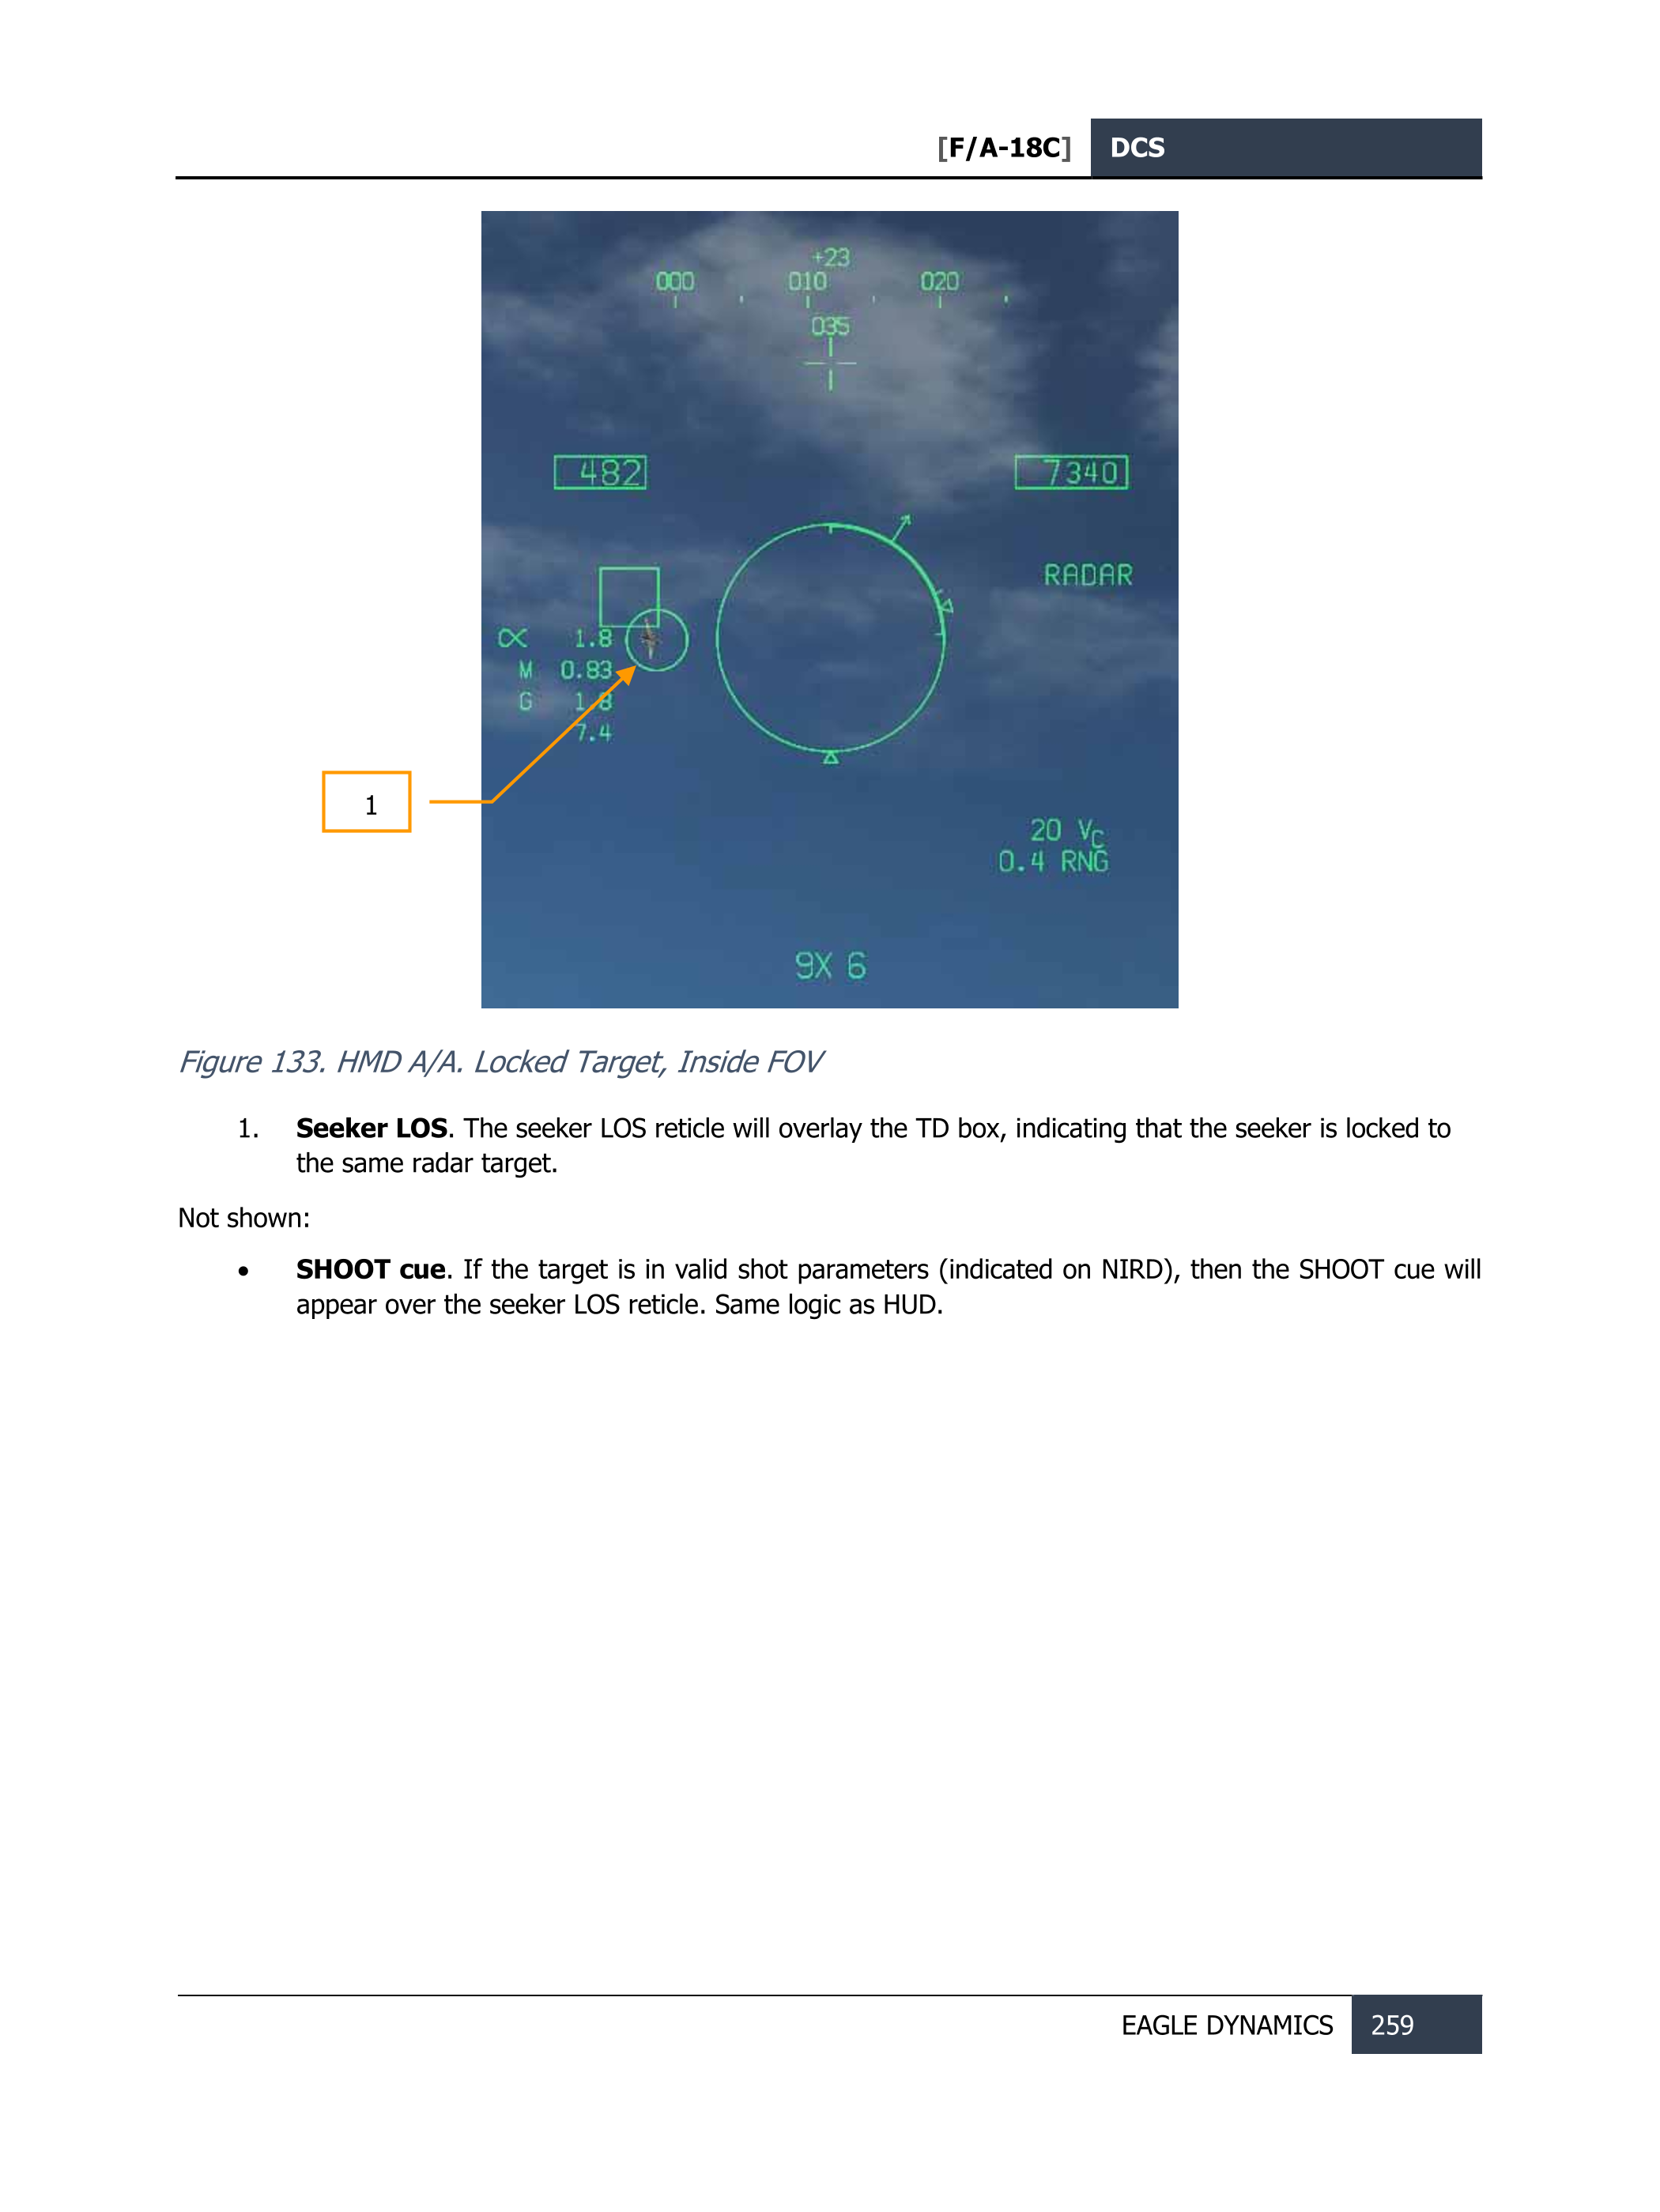 [F/A-18C] DCS
+23
000 010 020
035
482 7340
RADAR
∝ 1.8
M 0.83
G 1.8
7.4
1
20 Vc
0.4 RNG
9X 6
Figure 133. HMD A/A. Locked Target, Inside FOV
1. Seeker LOS. The seeker LOS reticle will overlay the TD box, indicating that the seeker is locked to
the same radar target.
Not shown:
• SHOOT cue. If the target is in valid shot parameters (indicated on NIRD), then the SHOOT cue will
appear over the seeker LOS reticle. Same logic as HUD.
EAGLE DYNAMICS 259